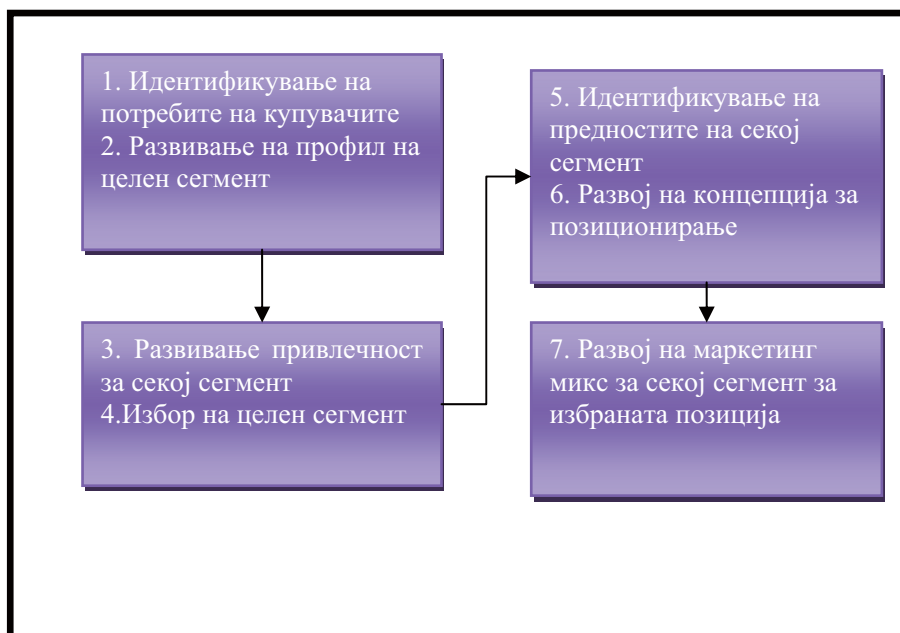 1. Идентификување на
потребите на купувачите
2. Развивање на профил на
целен сегмент
3. Развивање привлечност
за секој сегмент
4.Избор на целен сегмент
5. Идентификување на
предностите на секој
сегмент
6. Развој на концепција за
позиционирање
7. Развој на маркетинг
микс за секој сегмент за
избраната позиција